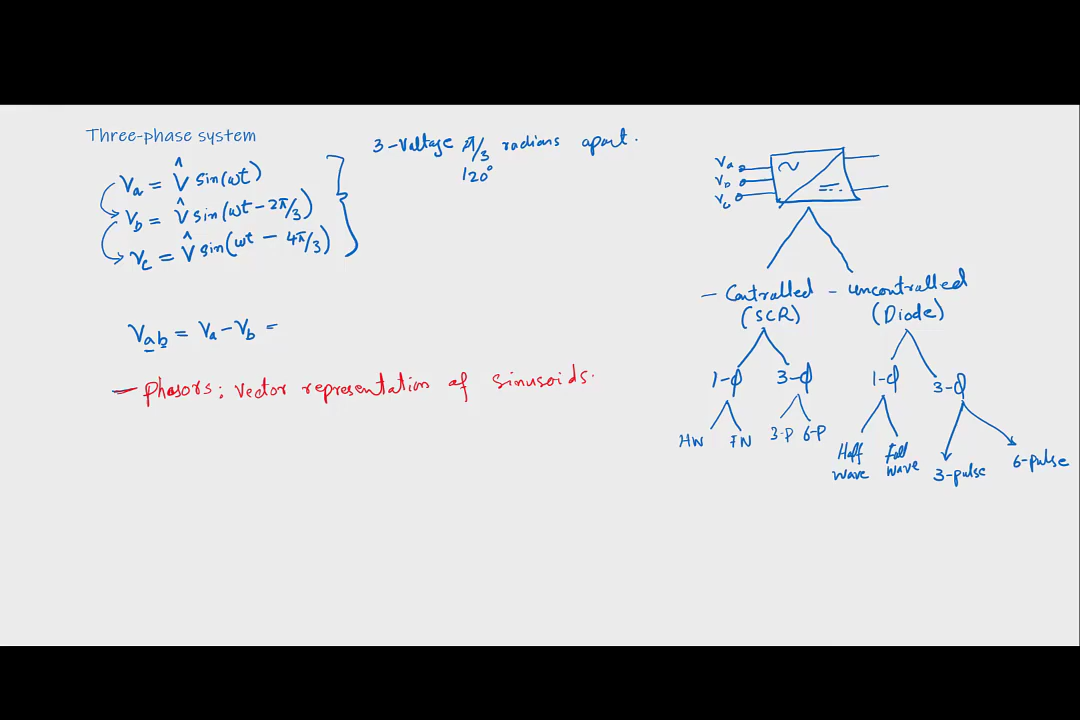 Three-phase system
Va = V̂ sin(ωt)
Vb = V̂ sin(ωt - 2π/3)
Vc = V̂ sin(ωt - 4π/3)
3-Voltage π/3 radians apart.
120°
Vab = Va - Vb =
- Phasors; vector representation of sinusoids.
Va
Vb
Vc
- Controlled - uncontrolled
(SCR) (Diode)
1-φ 3-φ 1-φ 3-φ
HW FW 3-P 6-P
Half wave
Full wave
3-pulse
6-pulse